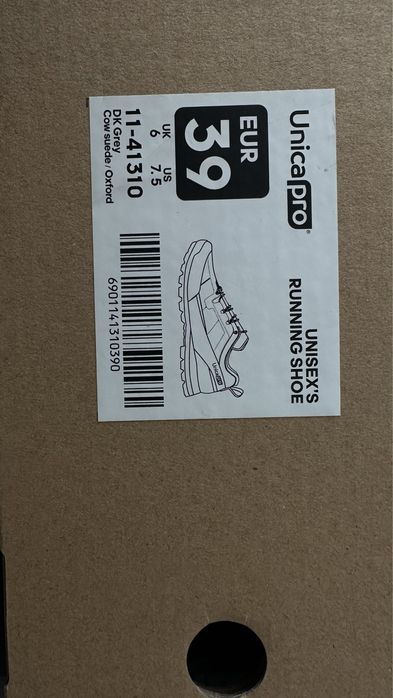 Unicapro®
UNISEX'S
RUNNING SHOE
EUR
39
UK US
6 7.5
11-41310
DK Grey
Cow suede / Oxford
6901141310390